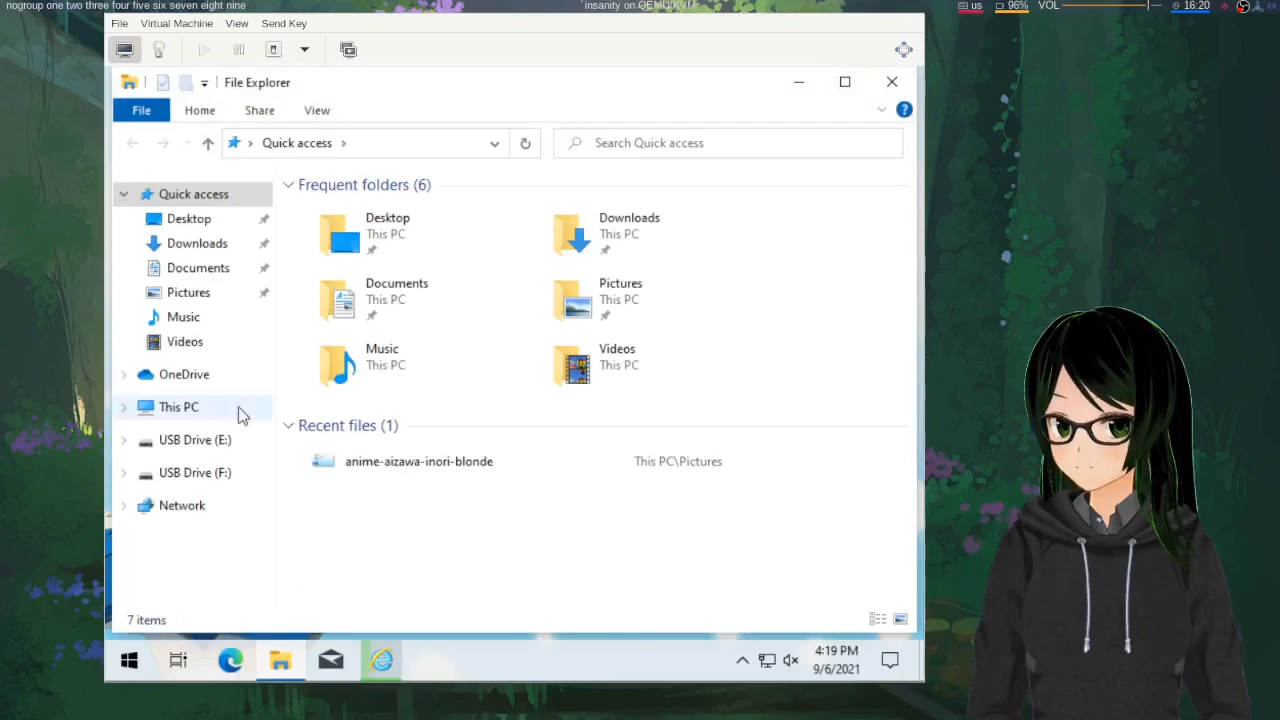 nogroup one two three four five six seven eight nine
insanity on QEMU/KVM
us 96% VOL 16:20
File Virtual Machine View Send Key
File Explorer
File Home Share View
Quick access
Search Quick access
Quick access
Desktop
Downloads
Documents
Pictures
Music
Videos
OneDrive
This PC
USB Drive (E:)
USB Drive (F:)
Network
Frequent folders (6)
Desktop
This PC
Downloads
This PC
Documents
This PC
Pictures
This PC
Music
This PC
Videos
This PC
Recent files (1)
anime-aizawa-inori-blonde This PC\Pictures
7 items
4:19 PM
9/6/2021